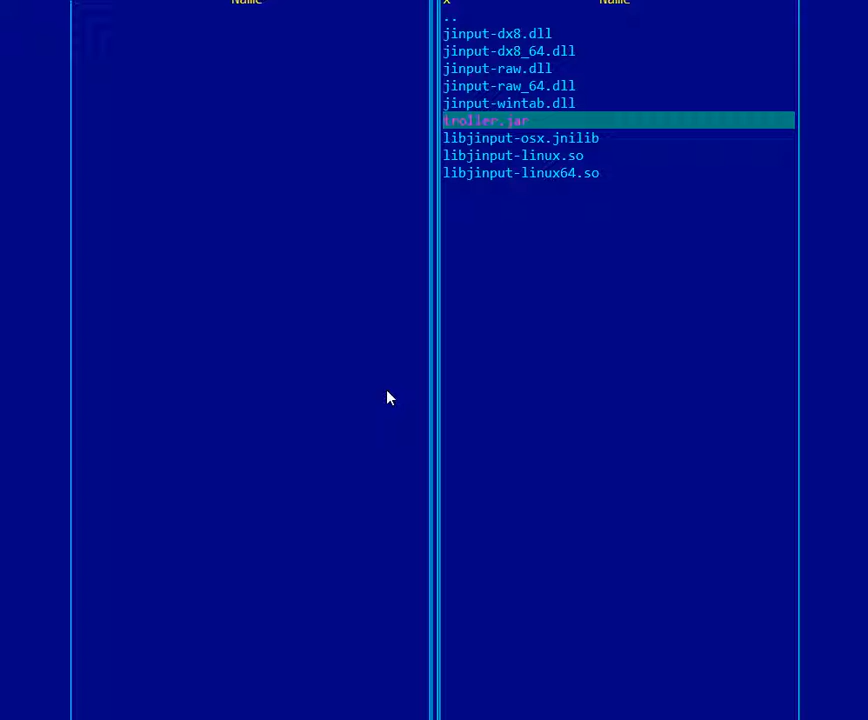 Name
x Name
..
jinput-dx8.dll
jinput-dx8_64.dll
jinput-raw.dll
jinput-raw_64.dll
jinput-wintab.dll
troller.jar
libjinput-osx.jnilib
libjinput-linux.so
libjinput-linux64.so